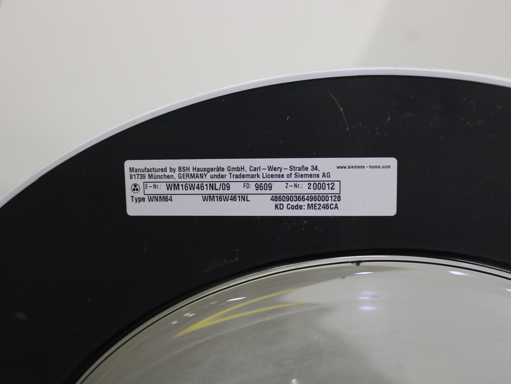 Manufactured by BSH Hausgeräte GmbH, Carl-Wery-Straße 34, www.siemens-home.com
81739 München, GERMANY under Trademark License of Siemens AG
E-Nr.: WM16W461NL/09 FD: 9609 Z-Nr.: 200012
Type WNM64 WM16W461NL 486090366496000128
KD Code: ME246CA